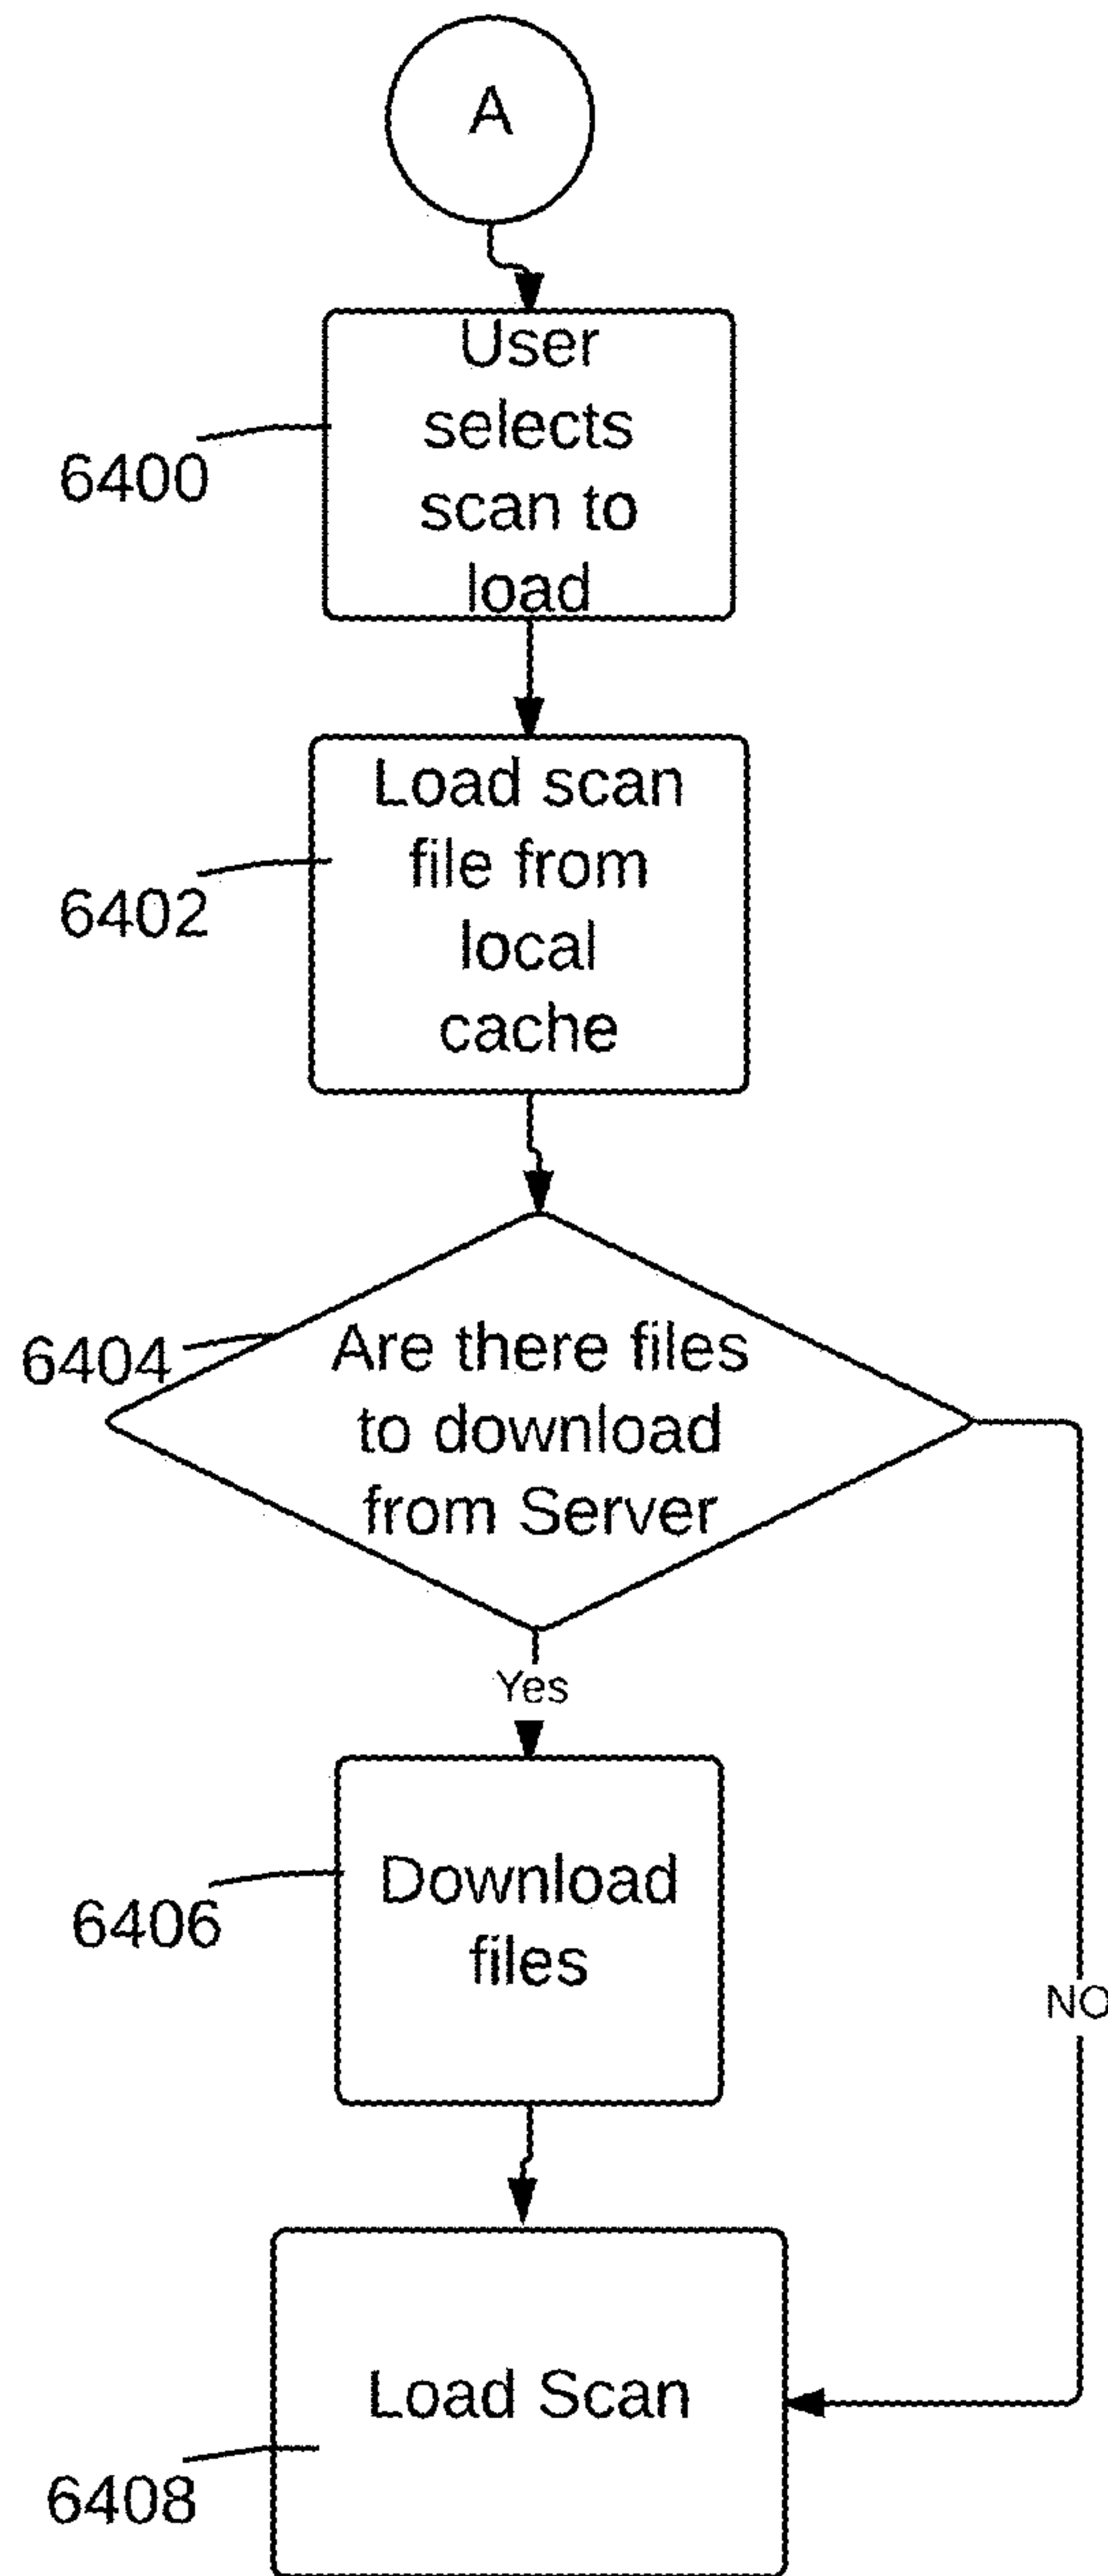 A
User
selects
scan to
load
6400
Load scan
file from
local
cache
6402
Are there files
to download
from Server
6404
Yes
Download
files
6406
NO
Load Scan
6408